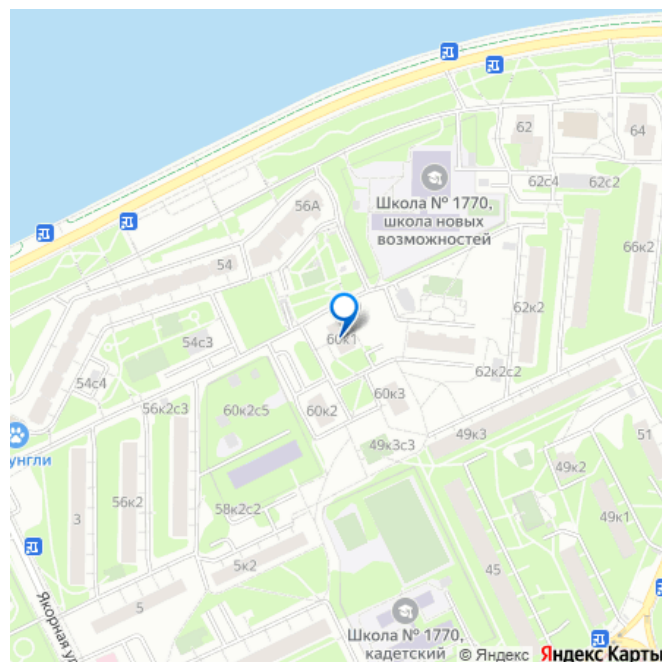 62
64
56А
Школа № 1770,
школа новых
возможностей
62с4
62с2
54
66к2
62к2
60к1
54с3
54с4
62к2с2
60к3
56к2с3
60к2с5
60к2
49к3с3
49к3
51
унгли
49к2
56к2
58к2с2
3
49к1
5к2
45
Якорная ул
5
Школа № 1770,
кадетский
© Яндекс Яндекс Карты